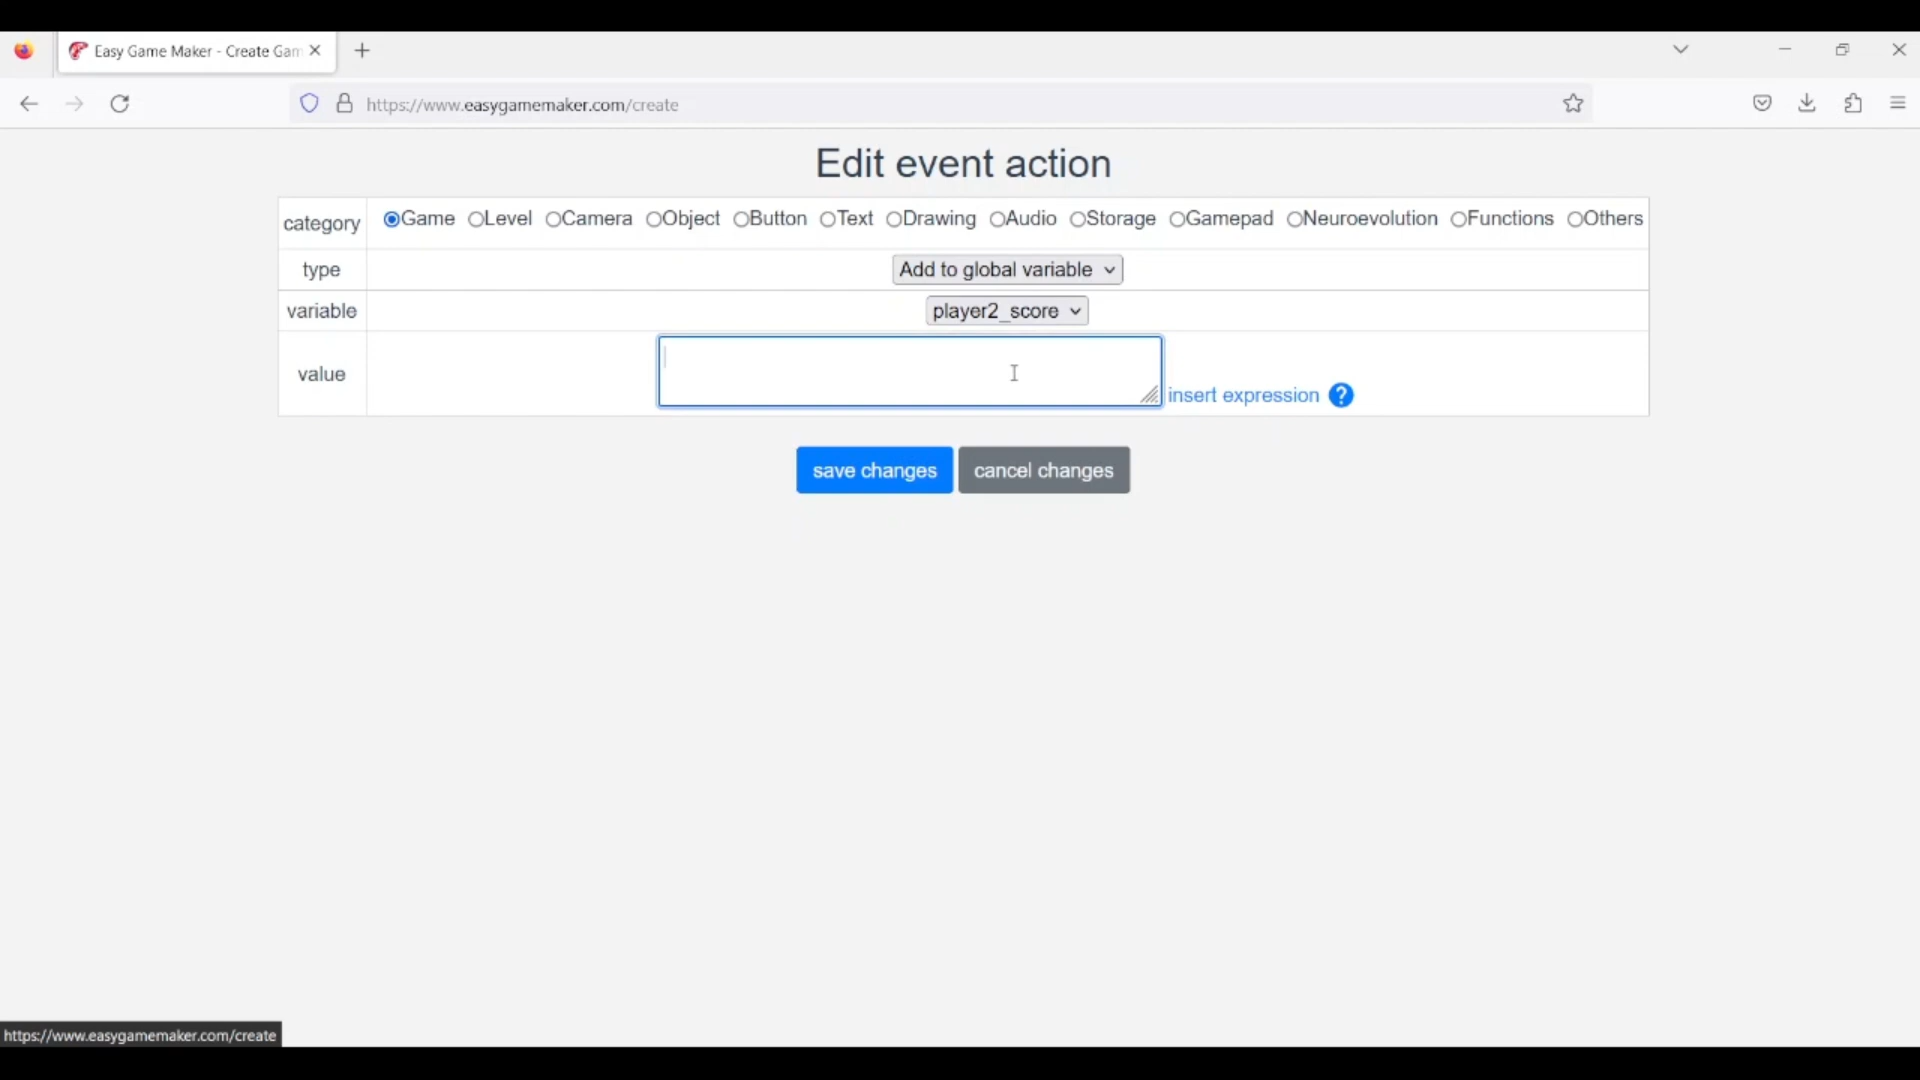 Easy Game Maker - Create Gam
https://www.easygamemaker.com/create
Edit event action
category Game Level Camera Object Button Text Drawing Audio Storage Gamepad Neuroevolution Functions Others
type Add to global variable
variable player2_score
value
insert expression ?
save changes cancel changes
https://www.easygamemaker.com/create